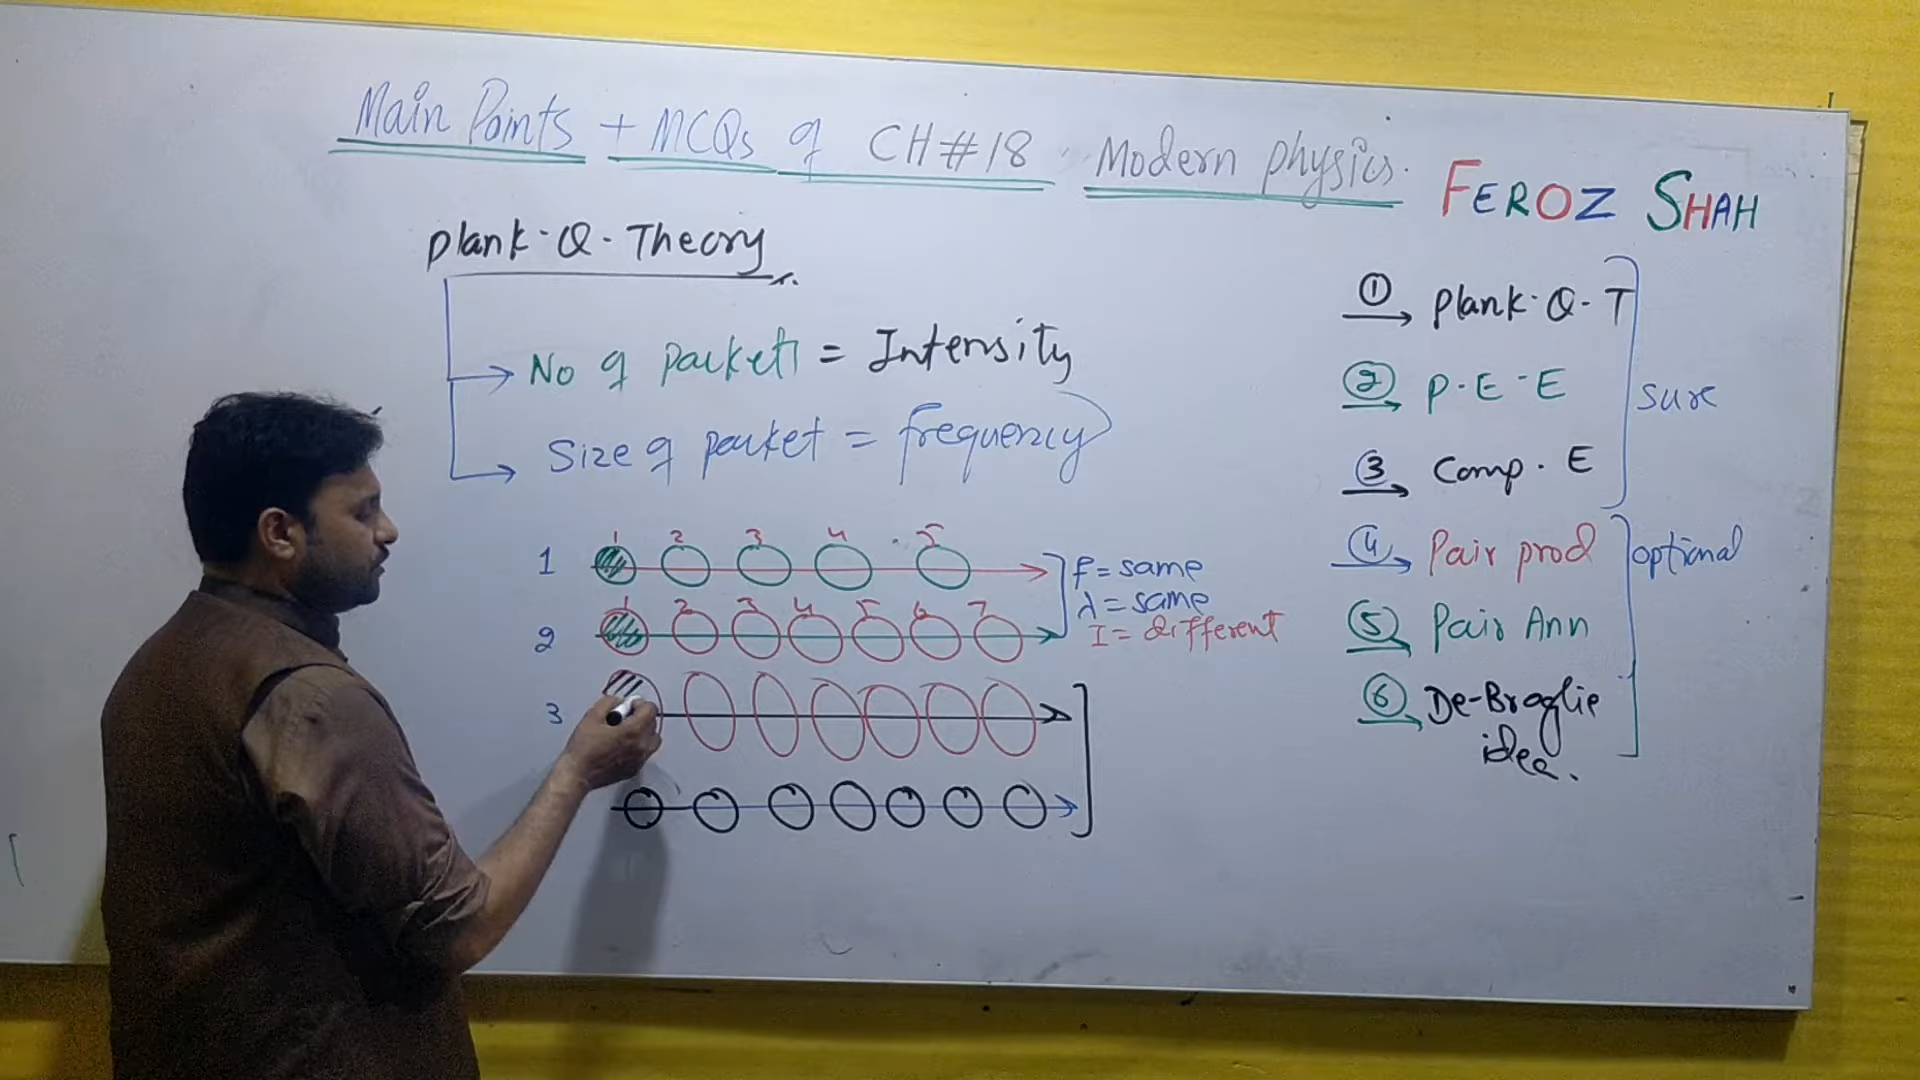 Main Points + MCQs of CH#18 Modern physics.
FEROZ SHAH
plank·Q·Theory
No of packets = Intensity
Size of packet = frequency
1 1 2 3 4 5
2 1 2 3 4 5 6 7
f = same
λ = same
I = different
3
① plank·Q·T
② P·E·E
③ Comp·E
sure
④ Pair prod
⑤ Pair Ann
⑥ De-Broglie
idea.
optional